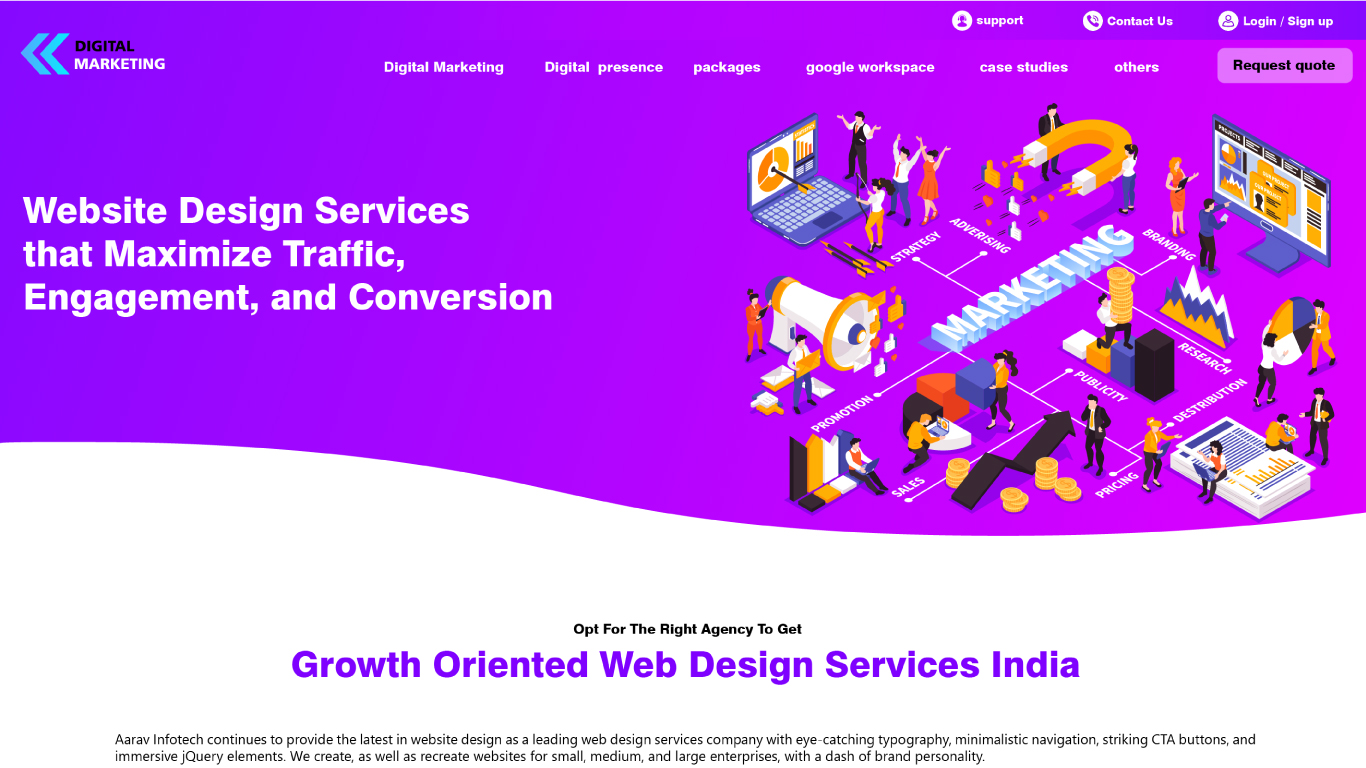 support
Contact Us
Login / Sign up
DIGITAL
MARKETING
Digital Marketing
Digital presence
packages
google workspace
case studies
others
Request quote
Website Design Services
that Maximize Traffic,
Engagement, and Conversion
PROJECTS
STRATEGY
ADVERISING
BRANDING
MARKETING
RESEARCH
PUBLICITY
PROMOTION
DESTRIBUTION
SALES
PRICING
Opt For The Right Agency To Get
Growth Oriented Web Design Services India
Aarav Infotech continues to provide the latest in website design as a leading web design services company with eye-catching typography, minimalistic navigation, striking CTA buttons, and
immersive jQuery elements. We create, as well as recreate websites for small, medium, and large enterprises, with a dash of brand personality.